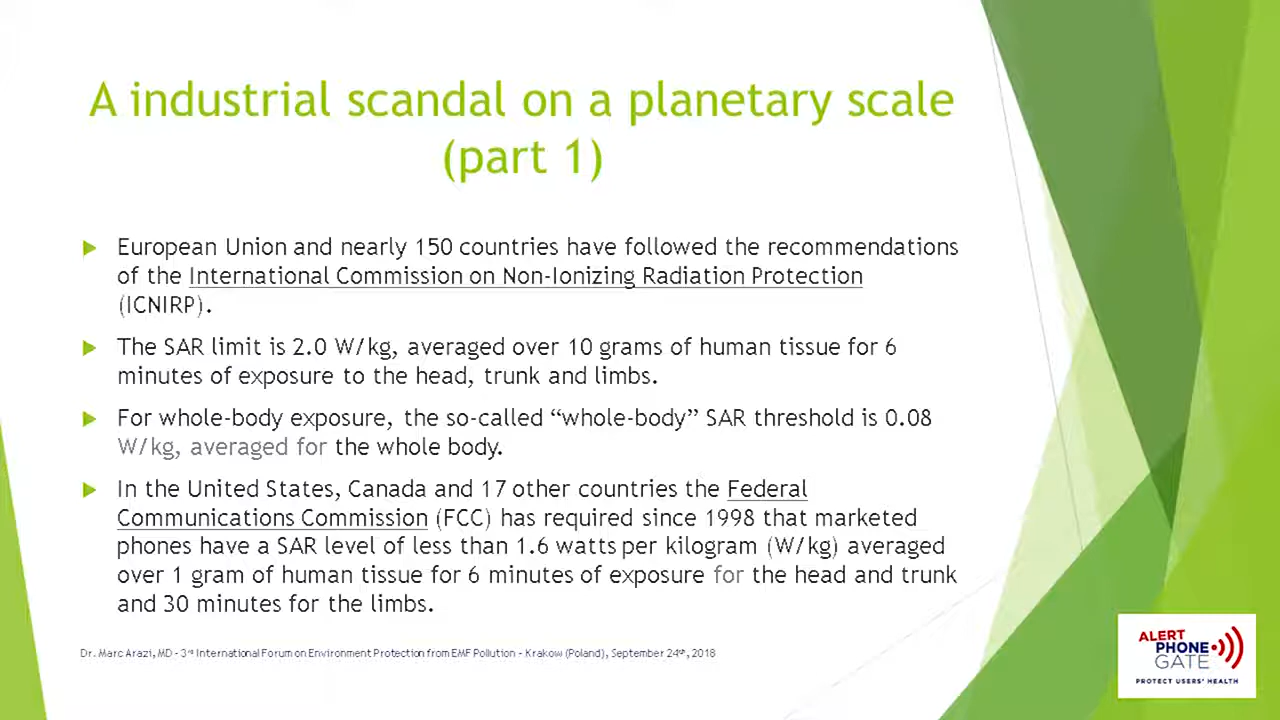 A industrial scandal on a planetary scale
(part 1)
European Union and nearly 150 countries have followed the recommendations
of the International Commission on Non-Ionizing Radiation Protection
(ICNIRP).
The SAR limit is 2.0 W/kg, averaged over 10 grams of human tissue for 6
minutes of exposure to the head, trunk and limbs.
For whole-body exposure, the so-called “whole-body” SAR threshold is 0.08
W/kg, averaged for the whole body.
In the United States, Canada and 17 other countries the Federal
Communications Commission (FCC) has required since 1998 that marketed
phones have a SAR level of less than 1.6 watts per kilogram (W/kg) averaged
over 1 gram of human tissue for 6 minutes of exposure for the head and trunk
and 30 minutes for the limbs.
Dr. Marc Arazi, MD – 3rd International Forum on Environment Protection from EMF Pollution – Krakow (Poland), September 24th, 2018
ALERT
PHONE
GATE
PROTECT USERS' HEALTH